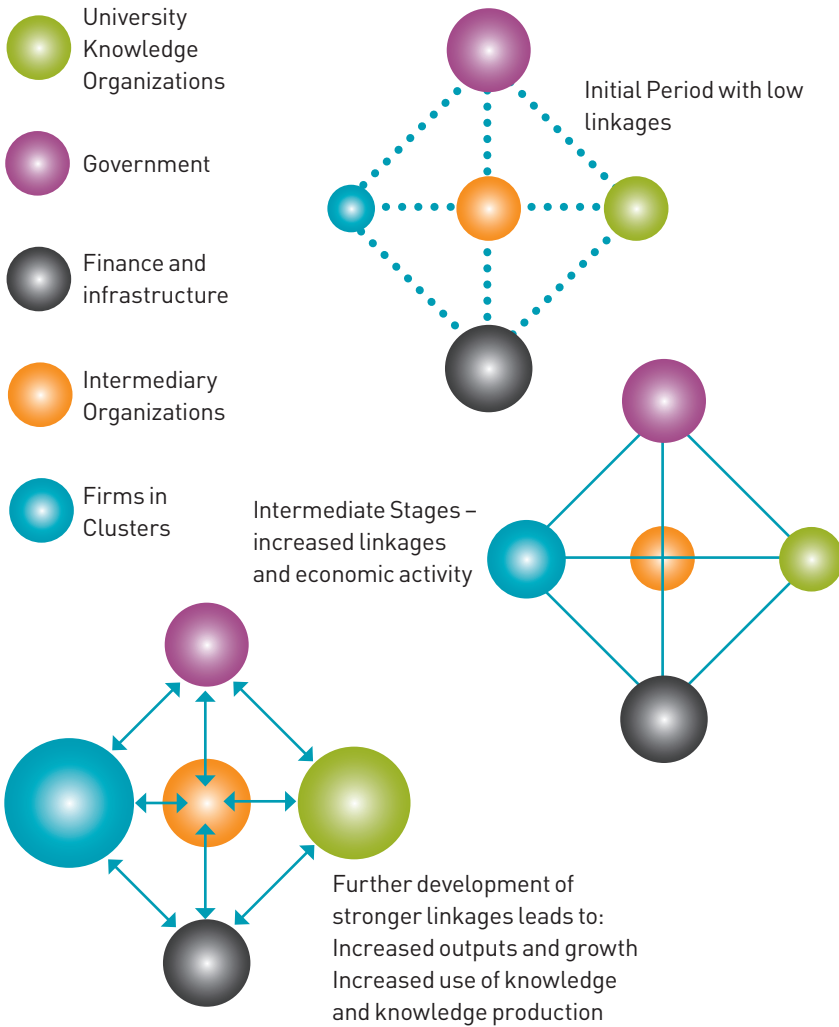 University
Knowledge
Organizations
Government
Finance and
infrastructure
Intermediary
Organizations
Firms in
Clusters
Initial Period with low
linkages
Intermediate Stages –
increased linkages
and economic activity
Further development of
stronger linkages leads to:
Increased outputs and growth
Increased use of knowledge
and knowledge production